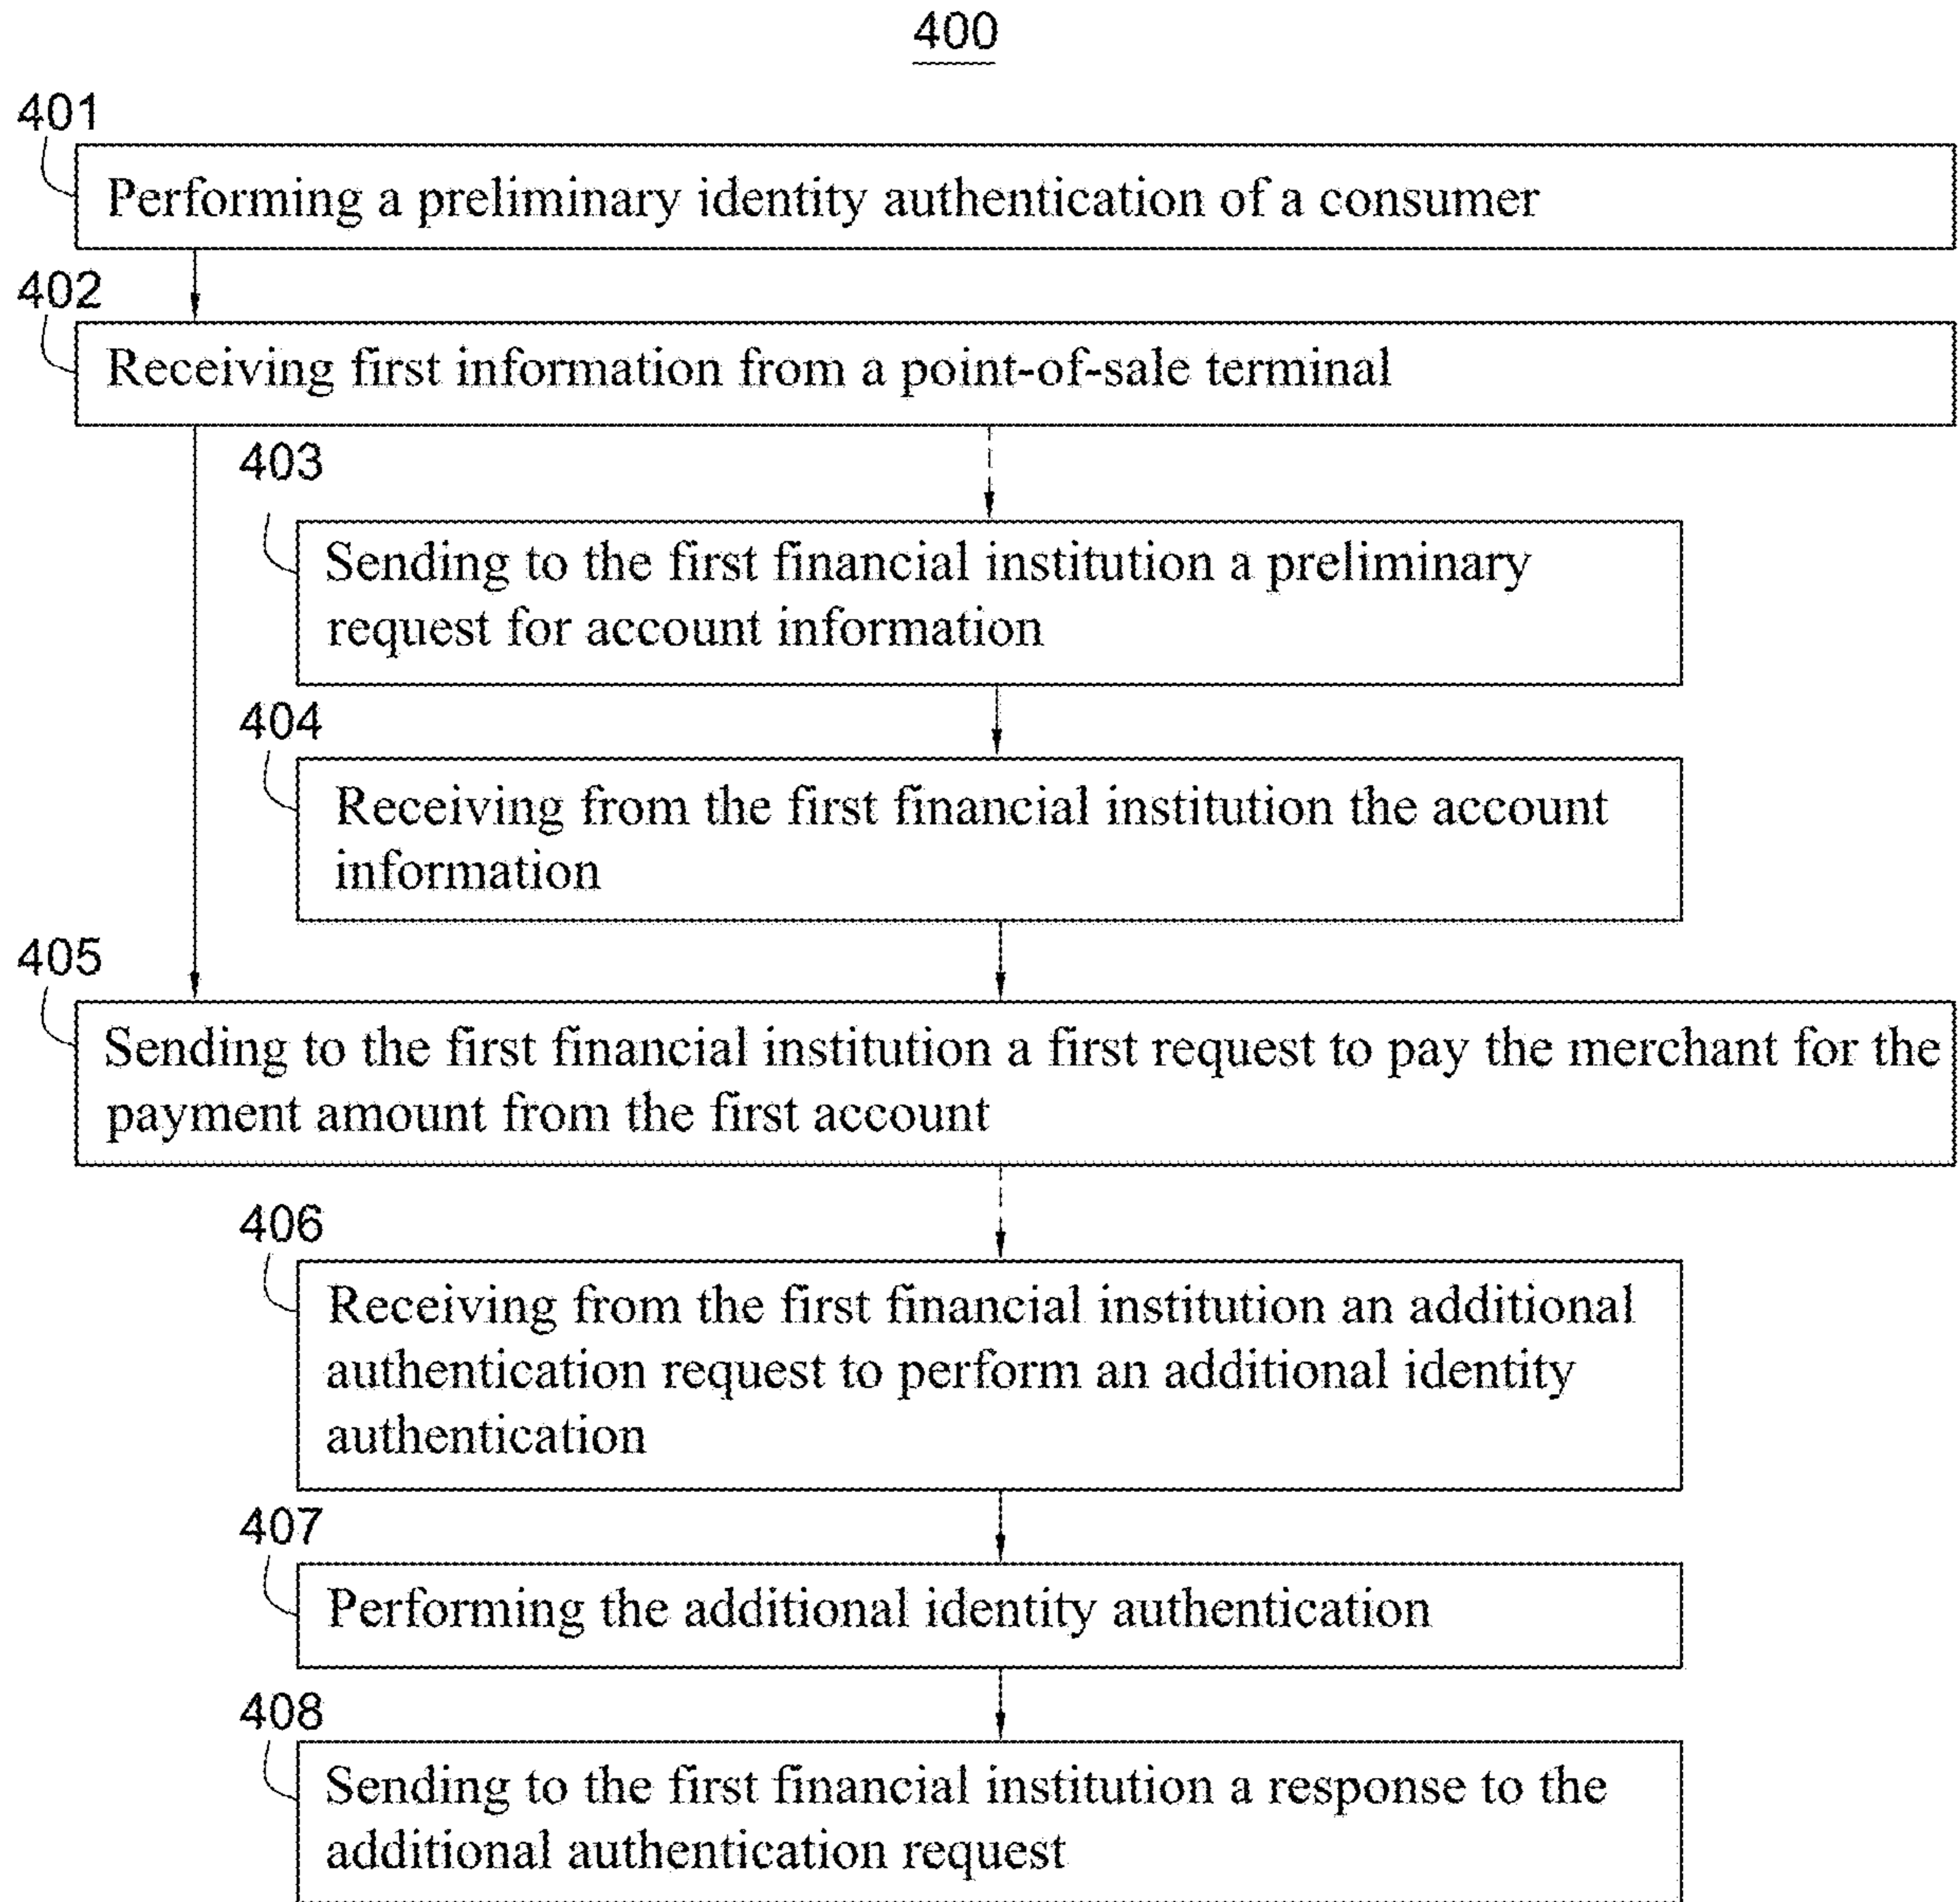 400
401
Performing a preliminary identity authentication of a consumer
402
Receiving first information from a point-of-sale terminal
403
Sending to the first financial institution a preliminary
request for account information
404
Receiving from the first financial institution the account
information
405
Sending to the first financial institution a first request to pay the merchant for the
payment amount from the first account
406
Receiving from the first financial institution an additional
authentication request to perform an additional identity
authentication
407
Performing the additional identity authentication
408
Sending to the first financial institution a response to the
additional authentication request